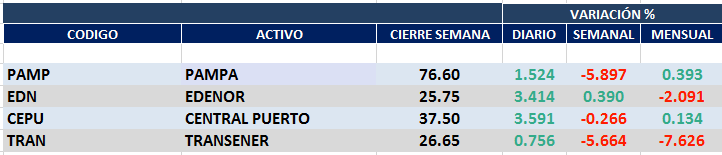 VARIACIÓN %
CODIGO ACTIVO CIERRE SEMANA DIARIO SEMANAL MENSUAL
PAMP PAMPA 76.60 1.524 -5.897 0.393
EDN EDENOR 25.75 3.414 0.390 -2.091
CEPU CENTRAL PUERTO 37.50 3.591 -0.266 0.134
TRAN TRANSENER 26.65 0.756 -5.664 -7.626